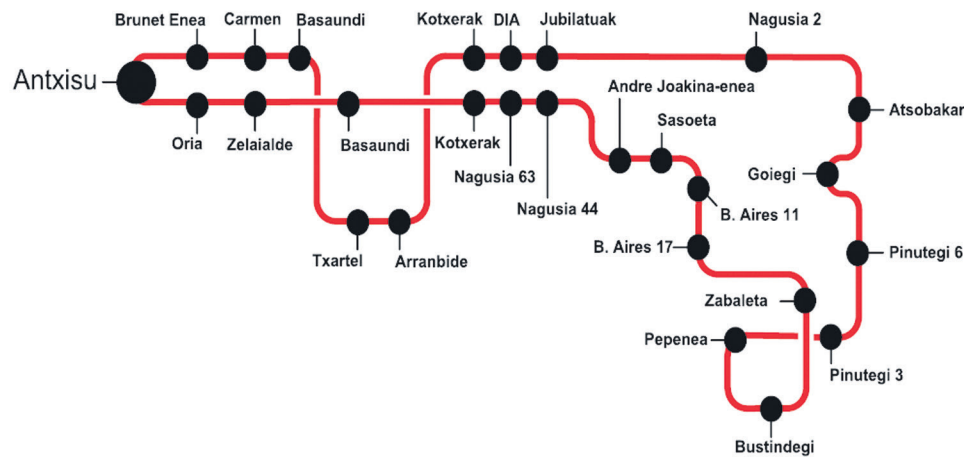 Brunet Enea
Carmen
Basaundi
Kotxerak
DIA
Jubilatuak
Nagusia 2
Antxisu
Andre Joakina-enea
Atsobakar
Sasoeta
Oria
Zelaialde
Basaundi
Kotxerak
Nagusia 63
Goiegi
Nagusia 44
B. Aires 11
Txartel
Arranbide
B. Aires 17
Pinutegi 6
Zabaleta
Pepenea
Pinutegi 3
Bustindegi